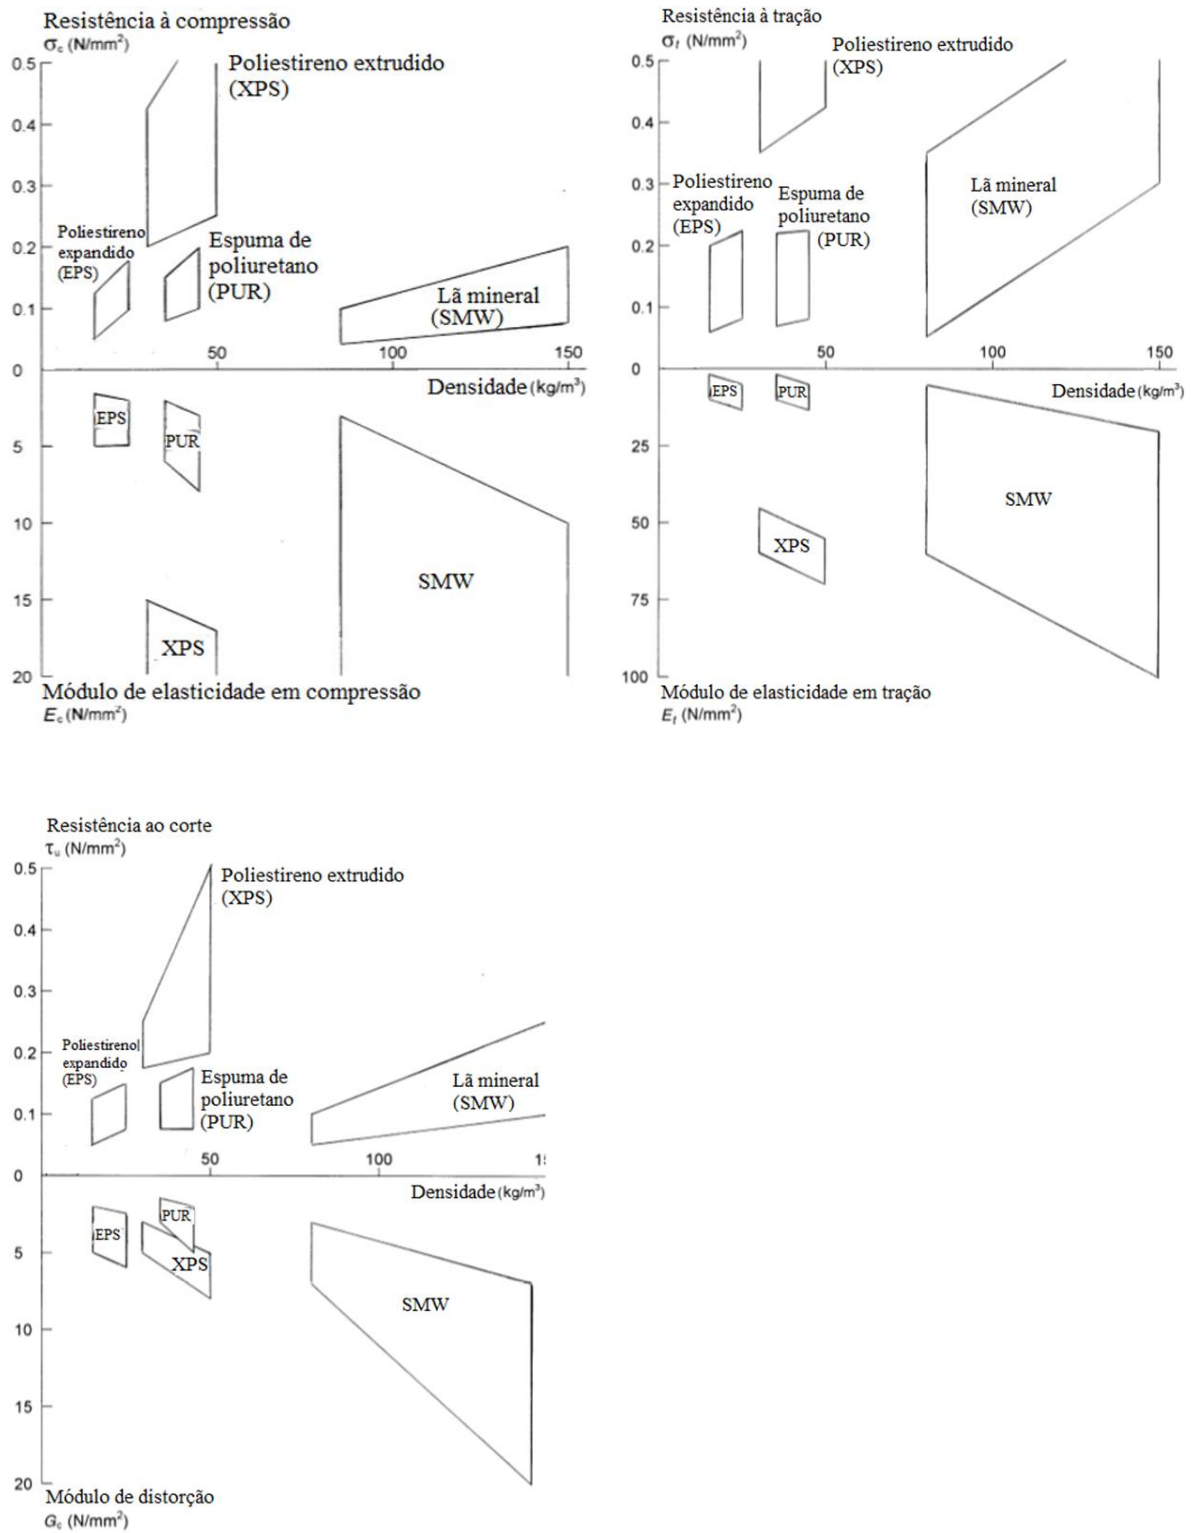 Resistência à compressão
σc (N/mm²)
0.5
Poliestireno extrudido
(XPS)
0.4
0.3
Poliestireno
expandido
(EPS)
0.2
Espuma de
poliuretano
(PUR)
0.1
Lã mineral
(SMW)
50
100
150
0
Densidade (kg/m³)
EPS
PUR
5
10
SMW
15
XPS
20
Módulo de elasticidade em compressão
Ec (N/mm²)
Resistência à tração
σt (N/mm²)
0.5
Poliestireno extrudido
(XPS)
0.4
0.3
Poliestireno
expandido
(EPS)
Espuma de
poliuretano
(PUR)
Lã mineral
(SMW)
0.2
0.1
50
100
150
0
Densidade (kg/m³)
EPS
PUR
25
SMW
50
XPS
75
100
Módulo de elasticidade em tração
Et (N/mm²)
Resistência ao corte
τu (N/mm²)
0.5
Poliestireno extrudido
(XPS)
0.4
0.3
0.2
Poliestireno
expandido
(EPS)
Espuma de
poliuretano
(PUR)
Lã mineral
(SMW)
0.1
50
100
0
Densidade (kg/m³)
PUR
EPS
5
XPS
SMW
10
15
20
Módulo de distorção
Gc (N/mm²)